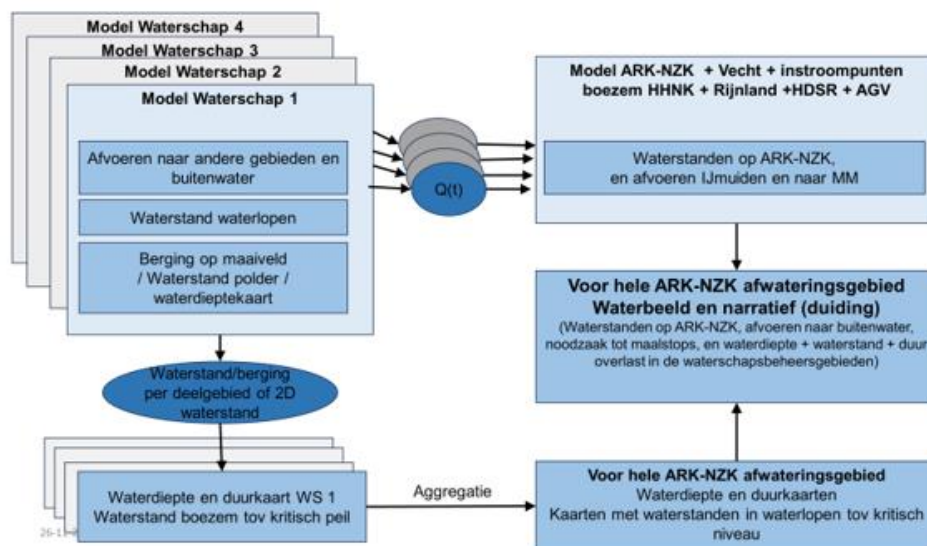 Model Waterschap 4
Model Waterschap 3
Model Waterschap 2
Model Waterschap 1
Afvoeren naar andere gebieden en
buitenwater
Waterstand waterlopen
Berging op maaiveld
/ Waterstand polder /
waterdieptekaart
Q(t)
Model ARK-NZK + Vecht + instroompunten
boezem HHNK + Rijnland +HDSR + AGV
Waterstanden op ARK-NZK,
en afvoeren IJmuiden en naar MM
Voor hele ARK-NZK afwateringsgebied
Waterbeeld en narratief (duiding)
(Waterstanden op ARK-NZK, afvoeren naar buitenwater,
noodzaak tot maalstops, en waterdiepte + waterstand + duur
overlast in de waterschapsbeheersgebieden)
Waterstand/berging
per deelgebied of 2D
waterstand
Waterdiepte en duurkaart WS 1
Waterstand boezem tov kritisch peil
Aggregatie
Voor hele ARK-NZK afwateringsgebied
Waterdiepte en duurkaarten
Kaarten met waterstanden in waterlopen tov kritisch
niveau